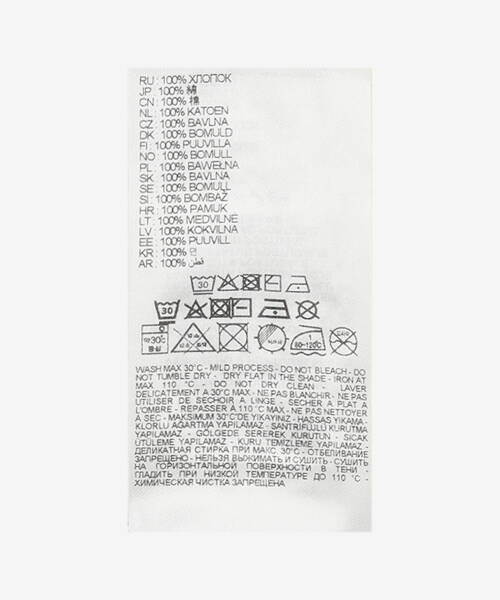 RU : 100% ХЛОПОК
JP : 100% 綿
CN : 100% 棉
NL : 100% KATOEN
CZ : 100% BAVLNA
DK : 100% BOMULD
FI : 100% PUUVILLA
NO : 100% BOMULL
PL : 100% BAWEŁNA
SK : 100% BAVLNA
SE : 100% BOMULL
SI : 100% BOMBAŽ
HR : 100% PAMUK
LT : 100% MEDVILNE
LV : 100% KOKVILNA
EE : 100% PUUVILL
KR : 100% 면
AR : 100% قطن
30
30
30°C 80-120°C
WASH MAX 30°C - MILD PROCESS - DO NOT BLEACH - DO
NOT TUMBLE DRY - DRY FLAT IN THE SHADE - IRON AT
MAX 110 °C - DO NOT DRY CLEAN - LAVER
DELICATEMENT A 30°C MAX - NE PAS BLANCHIR - NE PAS
UTILISER DE SECHOIR A LINGE - SECHER A PLAT A
L'OMBRE - REPASSER A 110°C MAX - NE PAS NETTOYER
A SEC - MAKSIMUM 30°C'DE YIKAYINIZ - HASSAS YIKAMA -
KLORLU AGARTMA YAPILAMAZ - SANTRİFÜJLÜ KURUTMA
YAPILAMAZ - GÖLGEDE SEREREK KURUTUN - SICAK
ÜTÜLEME YAPILAMAZ - KURU TEMİZLEME YAPILAMAZ -
ДЕЛИКАТНАЯ СТИРКА ПРИ МАКС. 30°C - ОТБЕЛИВАНИЕ
ЗАПРЕЩЕНО - НЕЛЬЗЯ ВЫЖИМАТЬ И СУШИТЬ - СУШИТЬ
НА ГОРИЗОНТАЛЬНОЙ ПОВЕРХНОСТИ В ТЕНИ -
ГЛАДИТЬ ПРИ НИЗКОЙ ТЕМПЕРАТУРЕ ДО 110 °C -
ХИМИЧЕСКАЯ ЧИСТКА ЗАПРЕЩЕНА